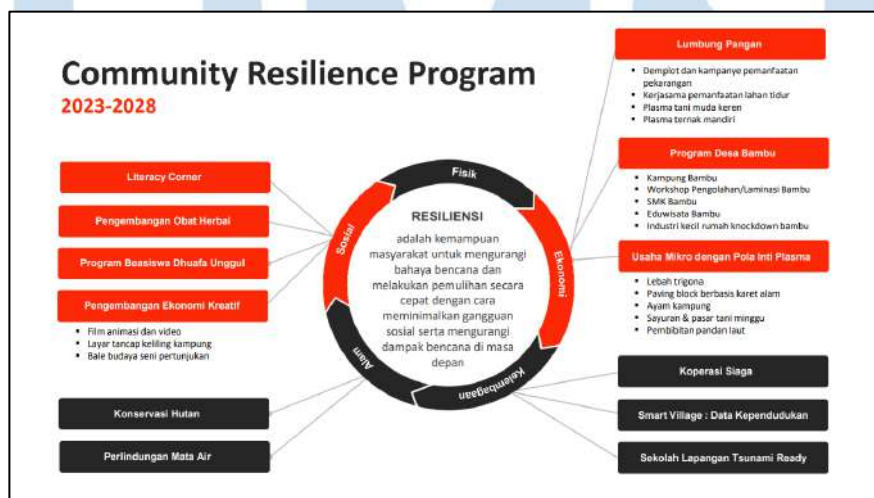 Community Resilience Program
2023-2028
Literacy Corner
Pengembangan Obat Herbal
Program Beasiswa Dhuafa Unggul
Pengembangan Ekonomi Kreatif
▪ Film animasi dan video
▪ Layar tancap keliling kampung
▪ Bale budaya seni pertunjukan
Konservasi Hutan
Perlindungan Mata Air
Fisik
Ekonomi
Kelembagaan
Alam
Sosial
RESILIENSI
adalah kemampuan
masyarakat untuk mengurangi
bahaya bencana dan
melakukan pemulihan secara
cepat dengan cara
meminimalkan gangguan
sosial serta mengurangi
dampak bencana di masa
depan
Lumbung Pangan
▪ Demplot dan kampanye pemanfaatan
pekarangan
▪ Kerjasama pemanfaatan lahan tidur
▪ Plasma tani muda keren
▪ Plasma ternak mandiri
Program Desa Bambu
▪ Kampung Bambu
▪ Workshop Pengolahan/Laminasi Bambu
▪ SMK Bambu
▪ Eduwisata Bambu
▪ Industri kecil rumah knockdown bambu
Usaha Mikro dengan Pola Inti Plasma
▪ Lebah trigona
▪ Paving block berbasis karet alam
▪ Ayam kampung
▪ Sayuran & pasar tani minggu
▪ Pembibitan pandan laut
Koperasi Siaga
Smart Village : Data Kependudukan
Sekolah Lapangan Tsunami Ready